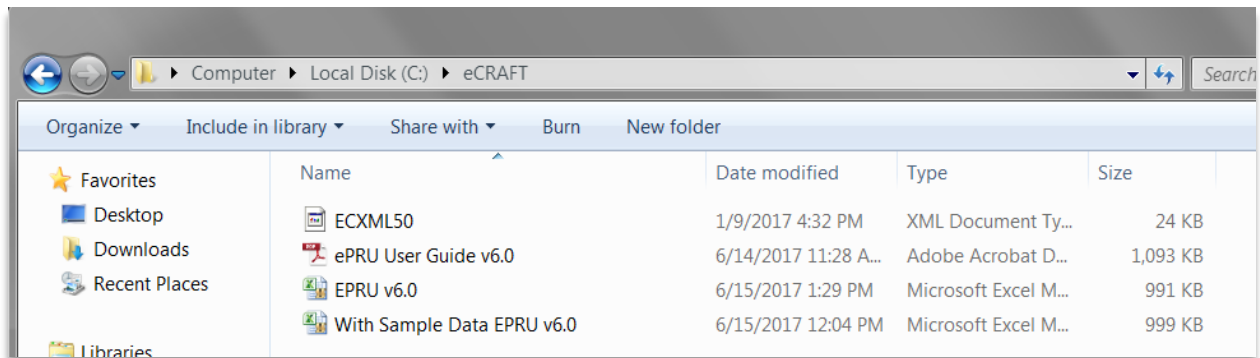 Computer Local Disk (C:) eCRAFT Search
Organize Include in library Share with Burn New folder
Favorites Name Date modified Type Size
Desktop ECXML50 1/9/2017 4:32 PM XML Document Ty... 24 KB
Downloads ePRU User Guide v6.0 6/14/2017 11:28 A... Adobe Acrobat D... 1,093 KB
Recent Places EPRU v6.0 6/15/2017 1:29 PM Microsoft Excel M... 991 KB
With Sample Data EPRU v6.0 6/15/2017 12:04 PM Microsoft Excel M... 999 KB
Libraries